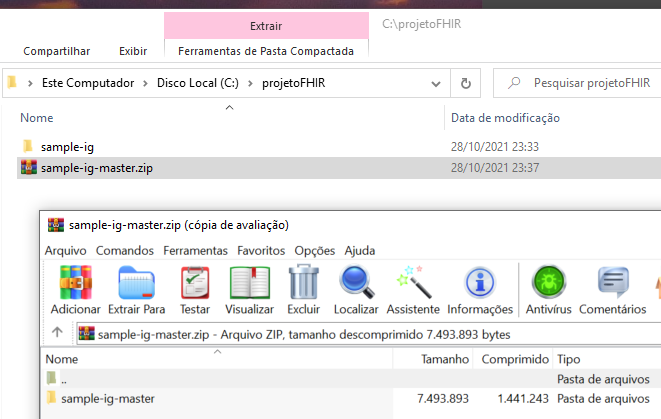 Extrair
C:\projetoFHIR
Compartilhar Exibir Ferramentas de Pasta Compactada
Este Computador Disco Local (C:) projetoFHIR Pesquisar projetoFHIR
Nome Data de modificação
sample-ig 28/10/2021 23:33
sample-ig-master.zip 28/10/2021 23:37
sample-ig-master.zip (cópia de avaliação)
Arquivo Comandos Ferramentas Favoritos Opções Ajuda
Adicionar Extrair Para Testar Visualizar Excluir Localizar Assistente Informações Antivírus Comentários
sample-ig-master.zip - Arquivo ZIP, tamanho descomprimido 7.493.893 bytes
Nome Tamanho Comprimido Tipo
.. Pasta de arquivos
sample-ig-master 7.493.893 1.441.243 Pasta de arquivos